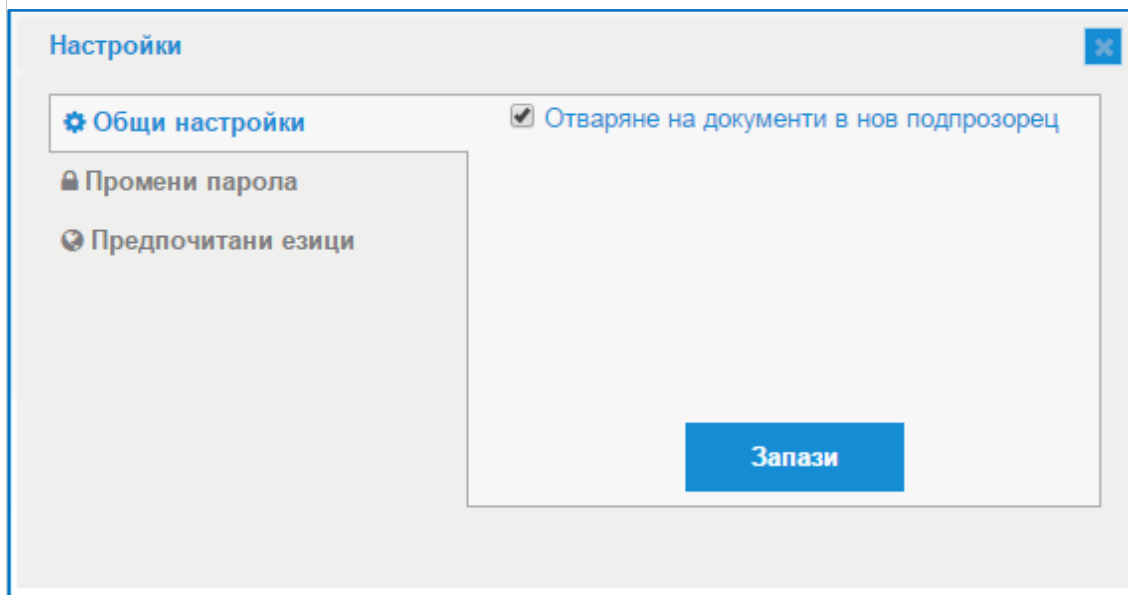 Настройки
Общи настройки
Отваряне на документи в нов подпрозорец
Промени парола
Предпочитани езици
Запази